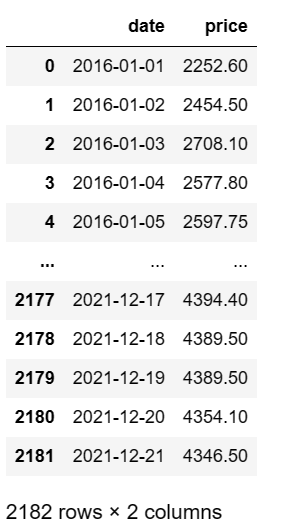 date price
0 2016-01-01 2252.60
1 2016-01-02 2454.50
2 2016-01-03 2708.10
3 2016-01-04 2577.80
4 2016-01-05 2597.75
... ... ...
2177 2021-12-17 4394.40
2178 2021-12-18 4389.50
2179 2021-12-19 4389.50
2180 2021-12-20 4354.10
2181 2021-12-21 4346.50
2182 rows × 2 columns